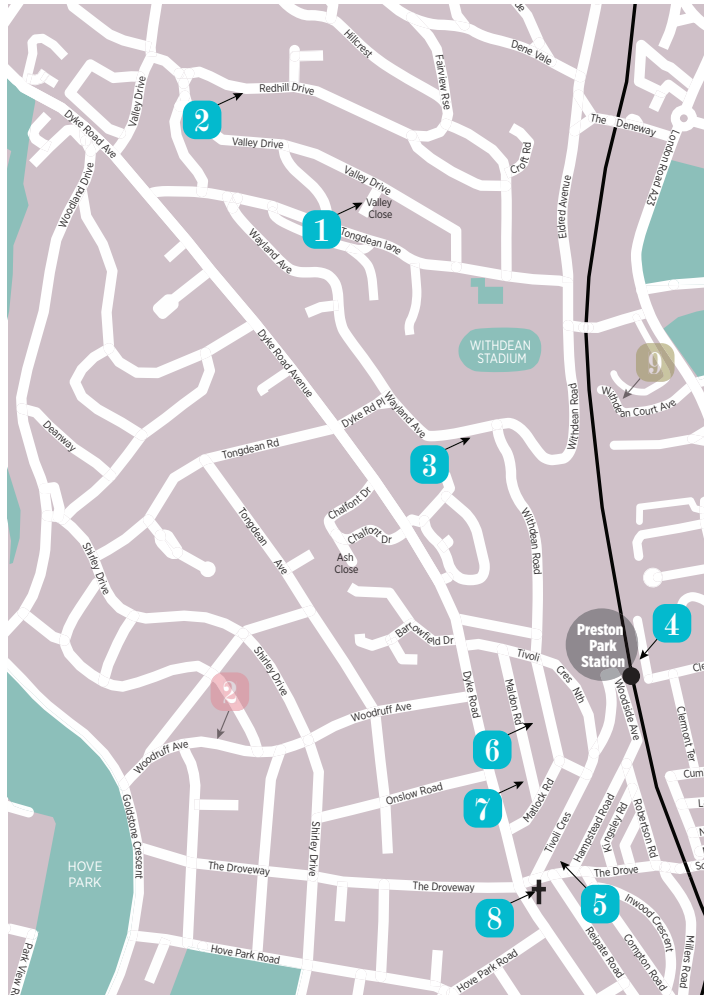 Hillcrest
Dene Vale
Fairview Rse
Valley Drive
Redhill Drive
2
Dyke Road Ave
The Deneway
Valley Drive
Croft Rd
London Road A23
Woodland Drive
Valley Drive
Eldred Avenue
Valley
Close
1
Tongdean lane
Wayland Ave
WITHDEAN
STADIUM
9
Dyke Road Avenue
Withdean Court Ave
Dyke Rd Pl
Wayland Ave
Withdean Road
Deanway
Tongdean Rd
3
Chalfont Dr
Tongdean Ave
Chalfont Dr
Withdean Road
Shirley Drive
Ash
Close
Preston
Park
Station
4
Bartowfield Dr
Tivoli Cres Nth
Shirley Drive
2
Dyke Road
Maldon Rd
Woodside Ave
Clermont Ter
Woodruff Ave
Woodruff Ave
6
7
Matlock Rd
Onslow Road
Goldstone Crescent
Shirley Drive
Tivoli Cres
Hampstead Road
Kingsley Rd
Robertson Rd
HOVE
PARK
The Droveway
The Droveway
The Drove
8
5
Inwood Crescent
Compton Road
Reigate Road
Millers Road
Hove Park Road
Hove Park Road